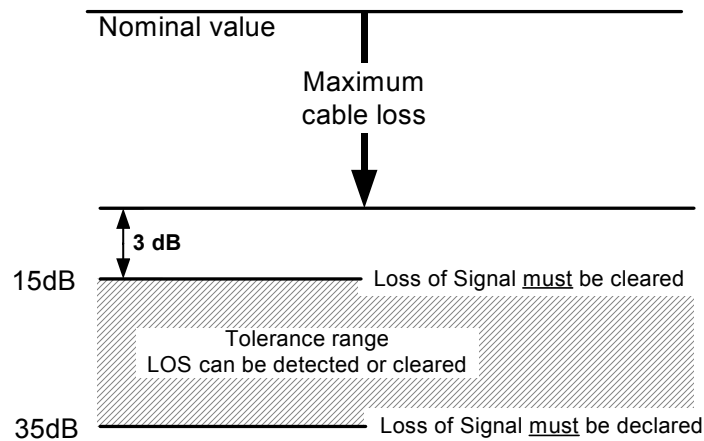 Nominal value
Maximum
cable loss
3 dB
15dB
Loss of Signal must be cleared
Tolerance range
LOS can be detected or cleared
35dB
Loss of Signal must be declared